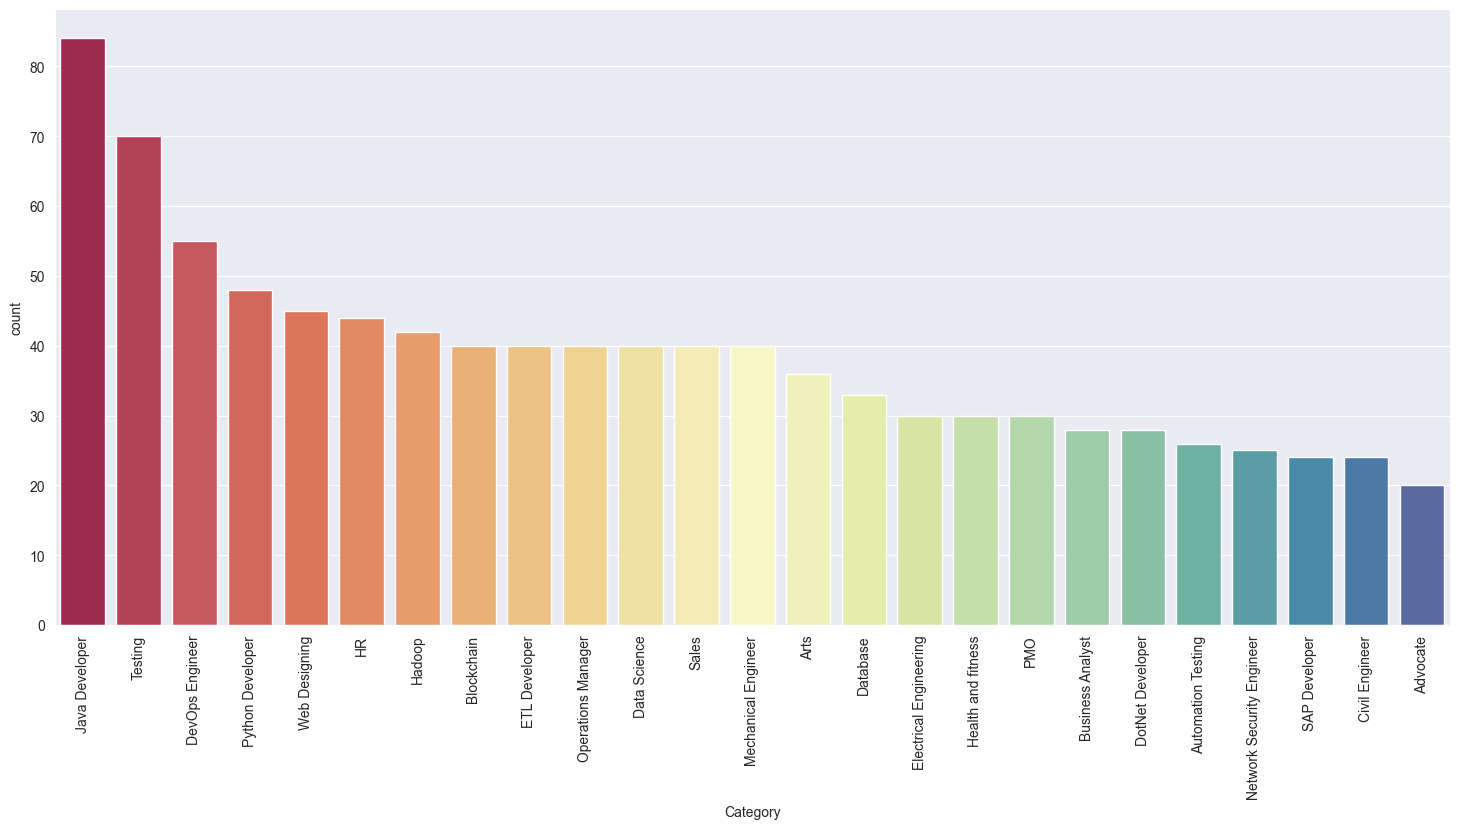 80
70
60
50
40
30
20
10
0
count
Java Developer
Testing
DevOps Engineer
Python Developer
Web Designing
HR
Hadoop
Blockchain
ETL Developer
Operations Manager
Data Science
Sales
Mechanical Engineer
Arts
Database
Electrical Engineering
Health and fitness
PMO
Business Analyst
DotNet Developer
Automation Testing
Network Security Engineer
SAP Developer
Civil Engineer
Advocate
Category